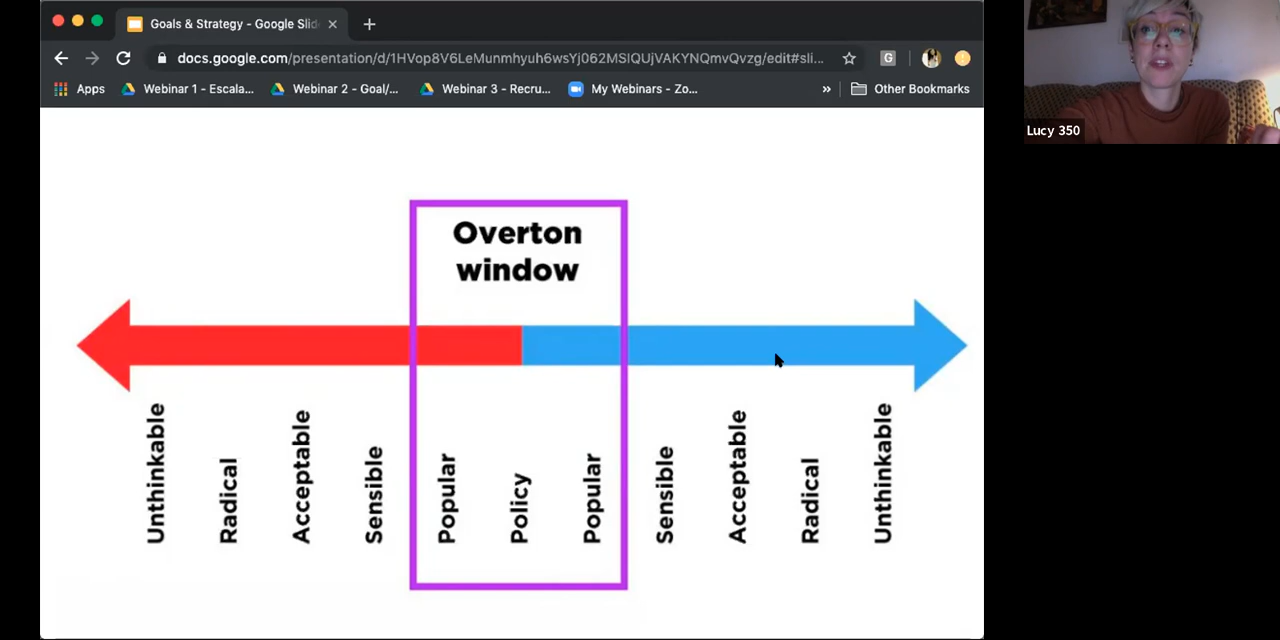 Goals & Strategy - Google Slid
docs.google.com/presentation/d/1HVop8V6LeMunmhyuh6wsYj062MSlQUjVAKYNQmvQvzg/edit#sli...
G
Apps
Webinar 1 - Escala...
Webinar 2 - Goal/...
Webinar 3 - Recru...
My Webinars - Zo...
»
Other Bookmarks
Lucy 350
Overton
window
Unthinkable
Radical
Acceptable
Sensible
Popular
Policy
Popular
Sensible
Acceptable
Radical
Unthinkable